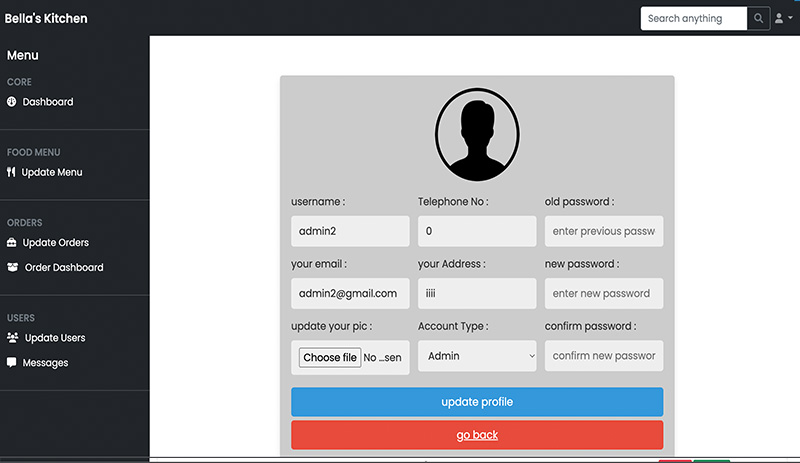 Bella's Kitchen
Search anything
Menu
CORE
Dashboard
FOOD MENU
Update Menu
ORDERS
Update Orders
Order Dashboard
USERS
Update Users
Messages
username :
Telephone No :
old password :
admin2
0
enter previous passw
your email :
your Address :
new password :
admin2@gmail.com
iiii
enter new password
update your pic :
Account Type :
confirm password :
Choose file No ...sen
Admin
confirm new passwor
update profile
go back